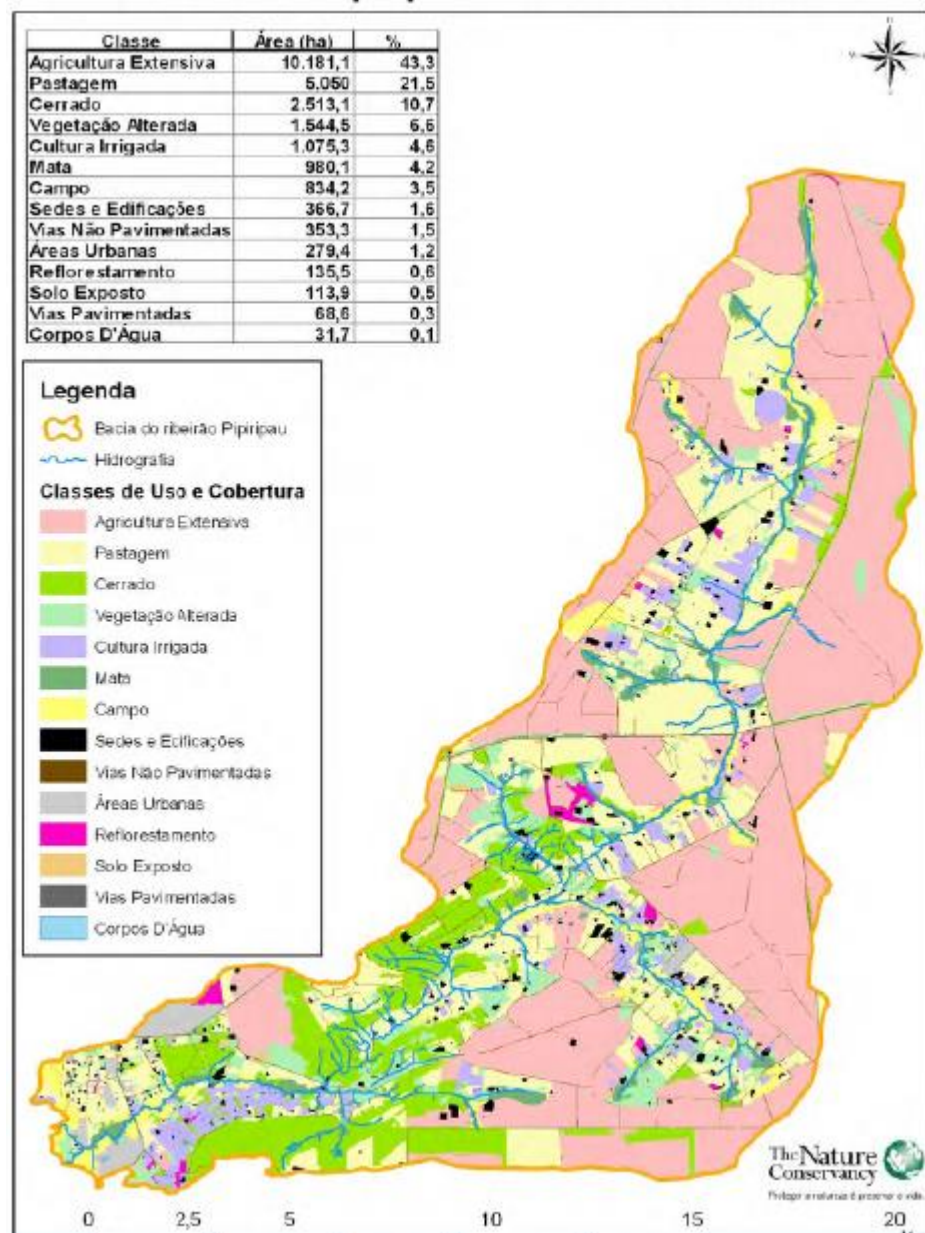 Classe Área (ha) %
Agricultura Extensiva 10.181,1 43,3
Pastagem 5.050 21,5
Cerrado 2.513,1 10,7
Vegetação Alterada 1.544,5 6,6
Cultura Irrigada 1.075,3 4,6
Mata 980,1 4,2
Campo 834,2 3,5
Sedes e Edificações 366,7 1,6
Vias Não Pavimentadas 353,3 1,5
Áreas Urbanas 279,4 1,2
Reflorestamento 135,5 0,6
Solo Exposto 113,9 0,5
Vias Pavimentadas 68,6 0,3
Corpos D'Água 31,7 0,1
Legenda
Bacia do ribeirão Pipiripau
Hidrografia
Classes de Uso e Cobertura
Agricultura Extensiva
Pastagem
Cerrado
Vegetação Alterada
Cultura Irrigada
Mata
Campo
Sedes e Edificações
Vias Não Pavimentadas
Áreas Urbanas
Reflorestamento
Solo Exposto
Vias Pavimentadas
Corpos D'Água
The Nature
Conservancy
Proteger a natureza é preservar a vida.
0 2,5 5 10 15 20